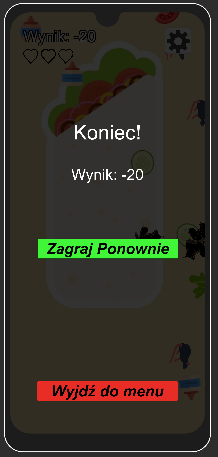 Wynik: -20
Koniec!
Wynik: -20
Zagraj Ponownie
Wyjdź do menu